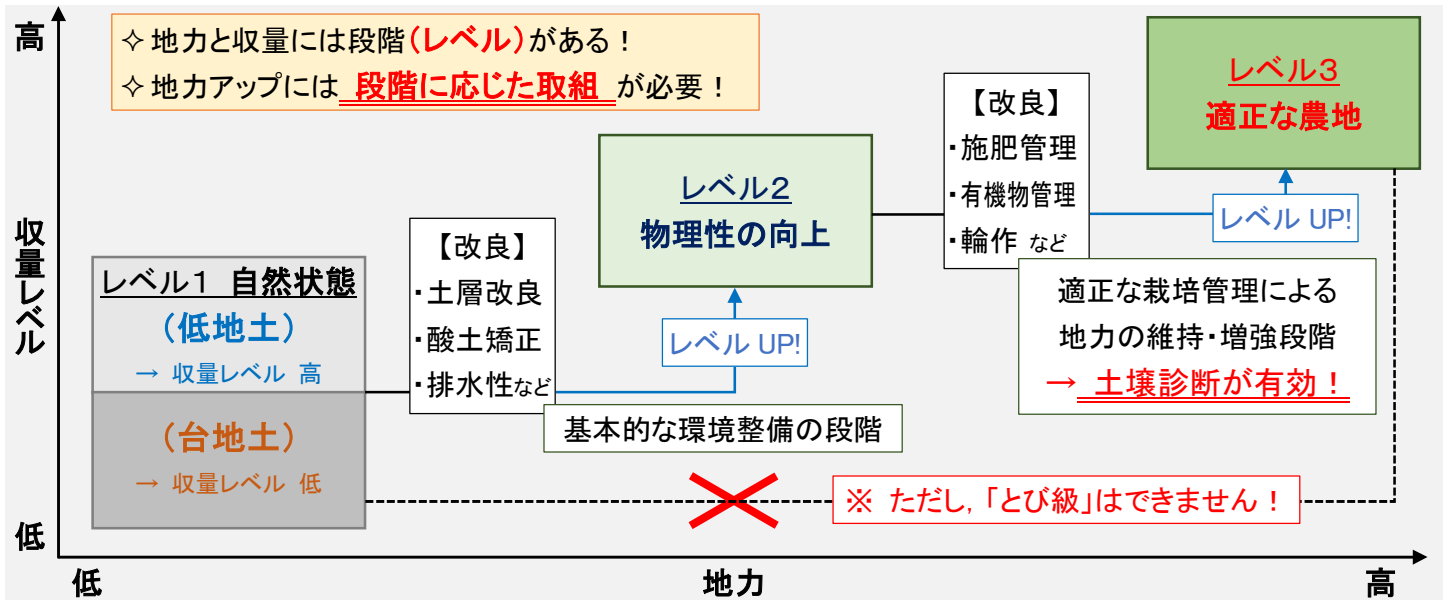 高
収量レベル
低
✧ 地力と収量には段階(レベル)がある！
✧ 地力アップには 段階に応じた取組 が必要！
レベル１ 自然状態
（低地土）
→ 収量レベル 高
（台地土）
→ 収量レベル 低
【改良】
・土層改良
・酸土矯正
・排水性など
レベル２
物理性の向上
レベル UP!
基本的な環境整備の段階
【改良】
・施肥管理
・有機物管理
・輪作 など
レベル３
適正な農地
レベル UP!
適正な栽培管理による
地力の維持・増強段階
→ 土壌診断が有効！
※ ただし，「とび級」はできません！
低
地力
高